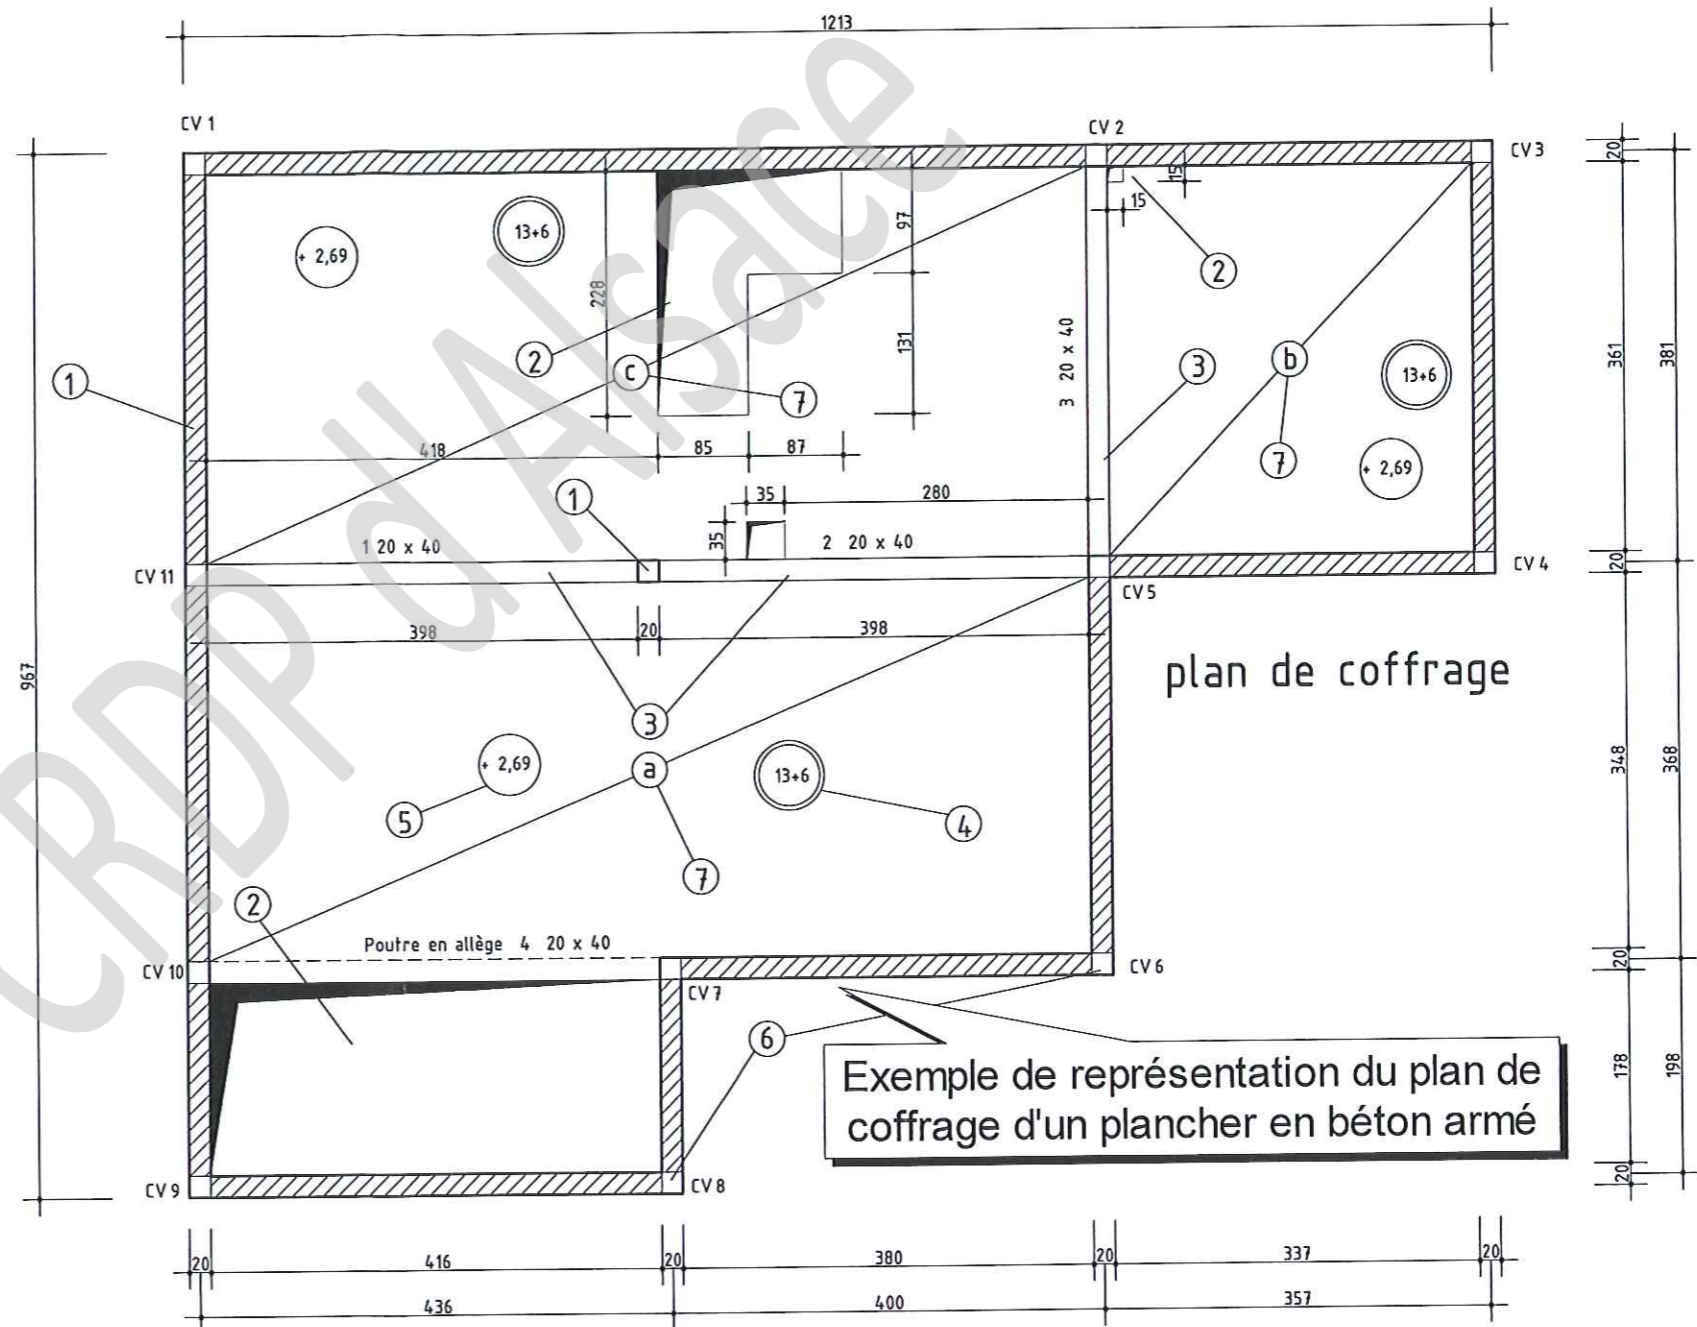 1213
CV 1
CV 2
CV 3
20
15
15
+ 2,69
13+6
97
2
228
131
3 20 x 40
361
381
1
2
c
7
3
b
13+6
418
85
87
7
+ 2,69
1
35
280
35
1 20 x 40
2 20 x 40
CV 11
20
CV 4
CV 5
398
20
398
967
plan de coffrage
3
+ 2,69
a
13+6
348
368
5
4
7
2
Poutre en allège 4 20 x 40
CV 10
CV 6
20
CV 7
6
Exemple de représentation du plan de
coffrage d'un plancher en béton armé
178
198
CV 9
CV 8
20
20
416
20
380
20
337
20
436
400
357
CRDP d'Alsace